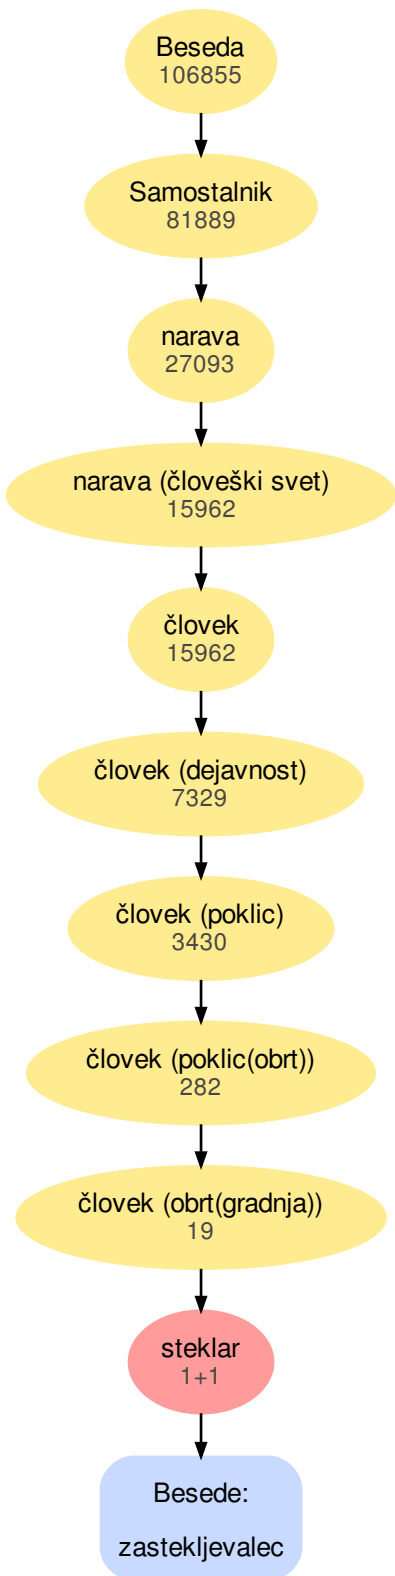 Beseda
106855
Samostalnik
81889
narava
27093
narava (človeški svet)
15962
človek
15962
človek (dejavnost)
7329
človek (poklic)
3430
človek (poklic(obrt))
282
človek (obrt(gradnja))
19
steklar
1+1
Besede:
zastekljevalec